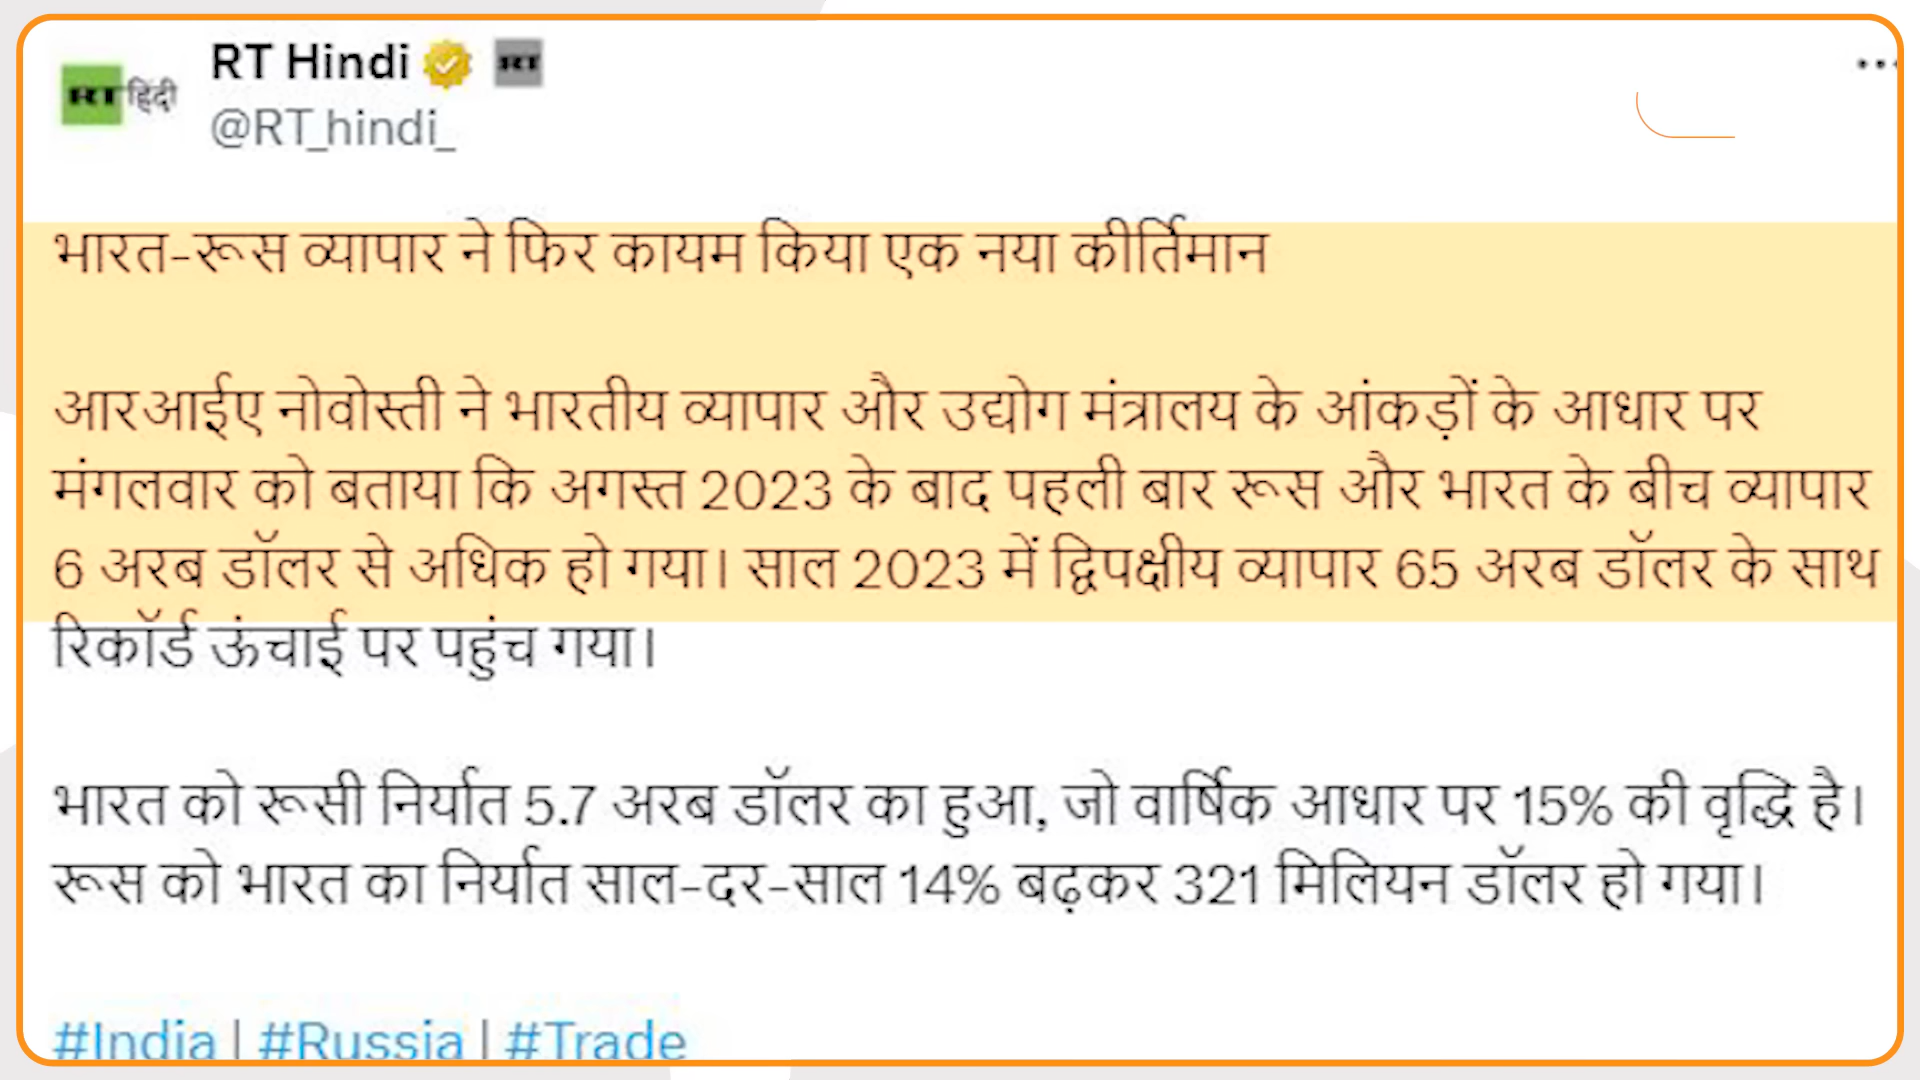 RT Hindi RT
RT हिंदी
@RT_hindi_
भारत-रूस व्यापार ने फिर कायम किया एक नया कीर्तिमान
आरआईए नोवोस्ती ने भारतीय व्यापार और उद्योग मंत्रालय के आंकड़ों के आधार पर
मंगलवार को बताया कि अगस्त 2023 के बाद पहली बार रूस और भारत के बीच व्यापार
6 अरब डॉलर से अधिक हो गया। साल 2023 में द्विपक्षीय व्यापार 65 अरब डॉलर के साथ
रिकॉर्ड ऊंचाई पर पहुंच गया।
भारत को रूसी निर्यात 5.7 अरब डॉलर का हुआ, जो वार्षिक आधार पर 15% की वृद्धि है।
रूस को भारत का निर्यात साल-दर-साल 14% बढ़कर 321 मिलियन डॉलर हो गया।
#India | #Russia | #Trade